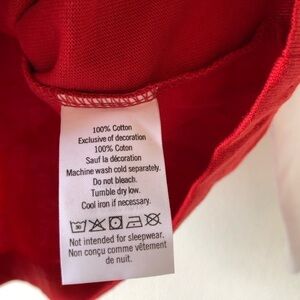 100% Cotton
Exclusive of decoration
100% Coton
Sauf la décoration
Machine wash cold separately.
Do not bleach.
Tumble dry low.
Cool iron if necessary.
30
Not intended for sleepwear.
Non conçu comme vêtement
de nuit.